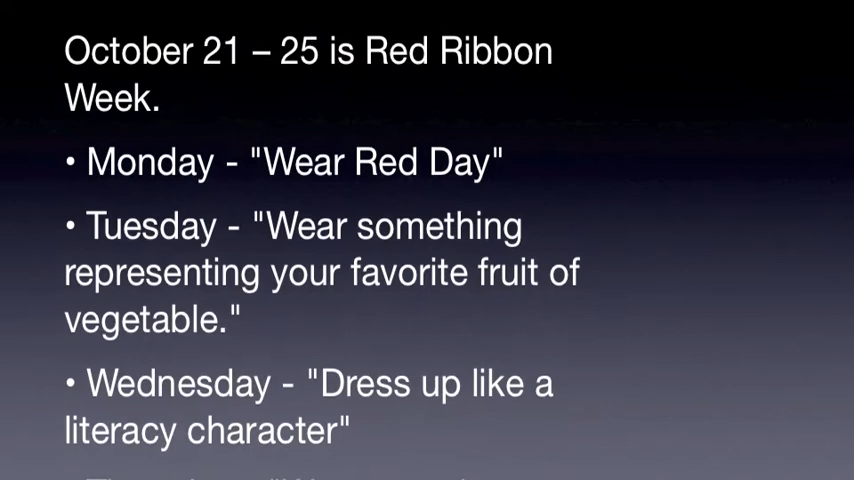 October 21 – 25 is Red Ribbon
Week.
• Monday - "Wear Red Day"
• Tuesday - "Wear something
representing your favorite fruit of
vegetable."
• Wednesday - "Dress up like a
literacy character"